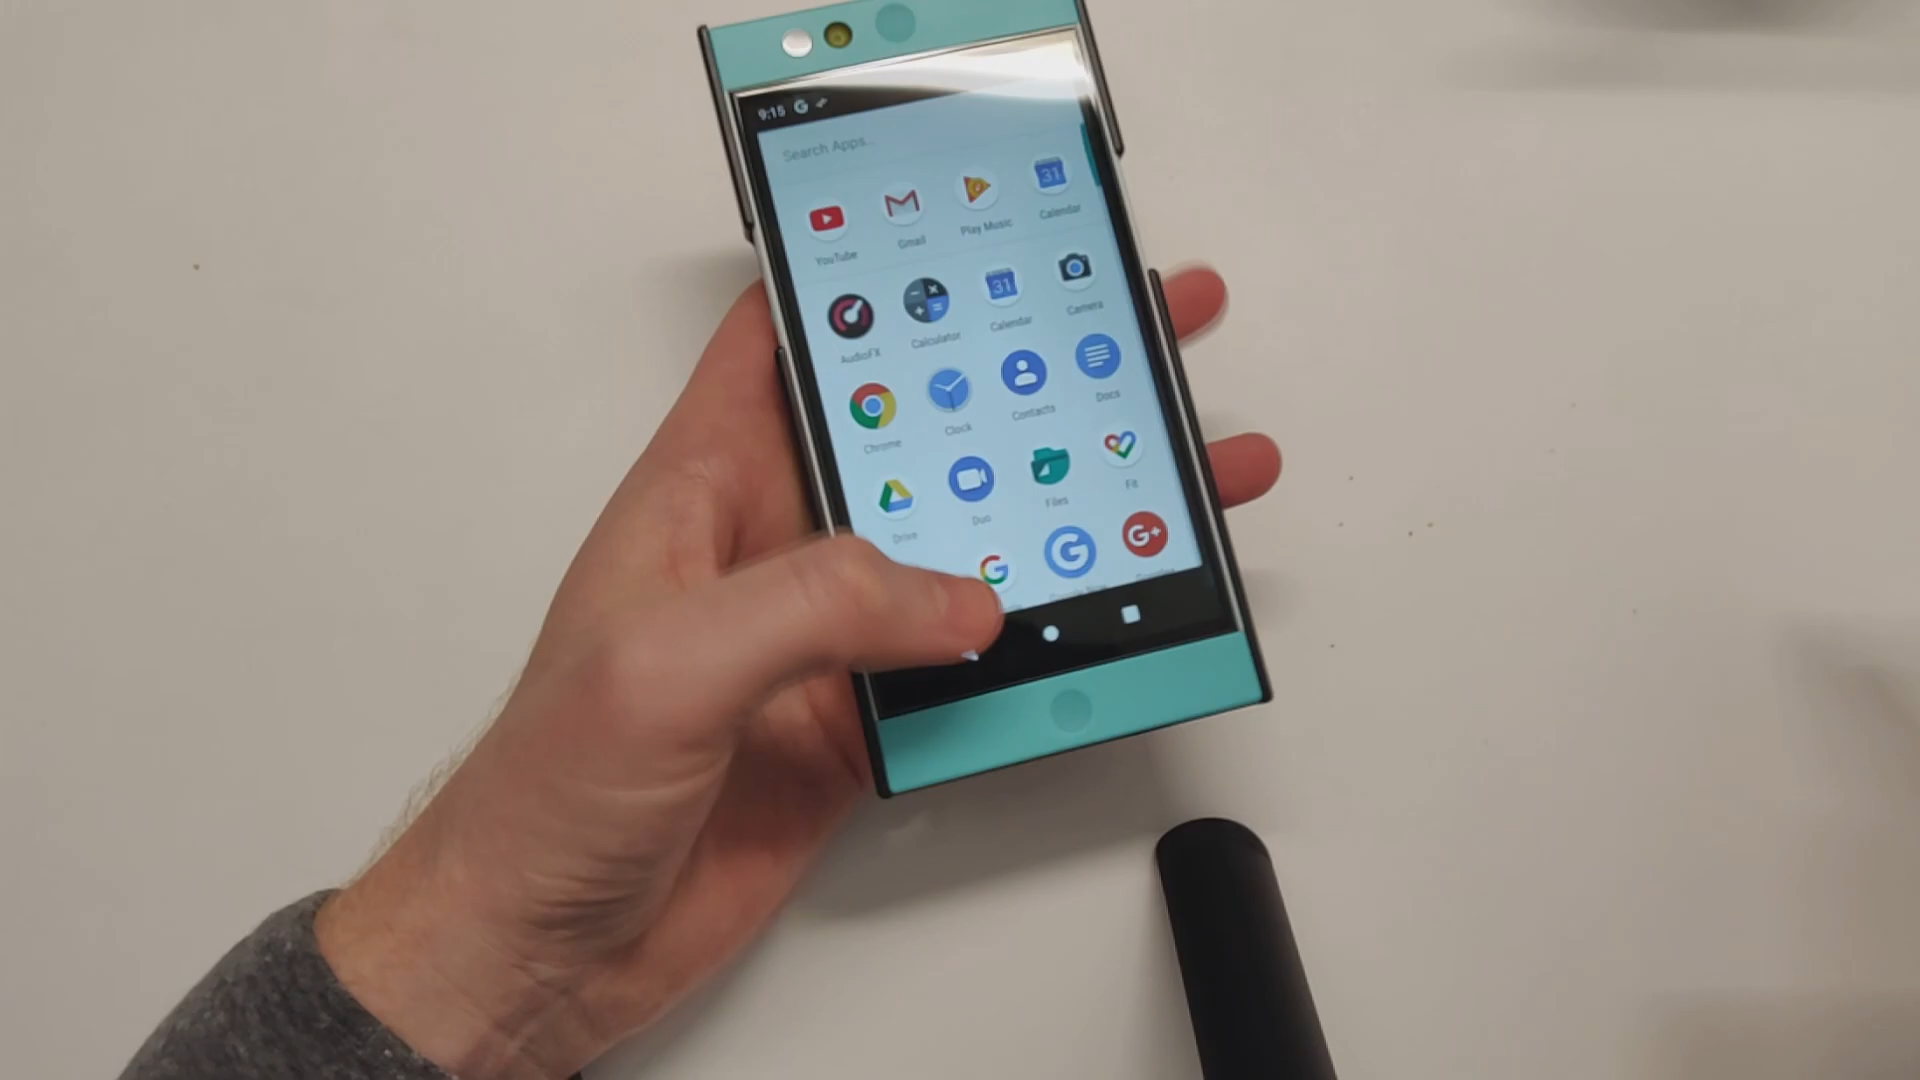 9:15 G
Search Apps...
YouTube Gmail Play Music Calendar
31
AudioFX Calculator Calendar Camera
31
Chrome Clock Contacts Docs
Drive Duo Files Fit
G G G+